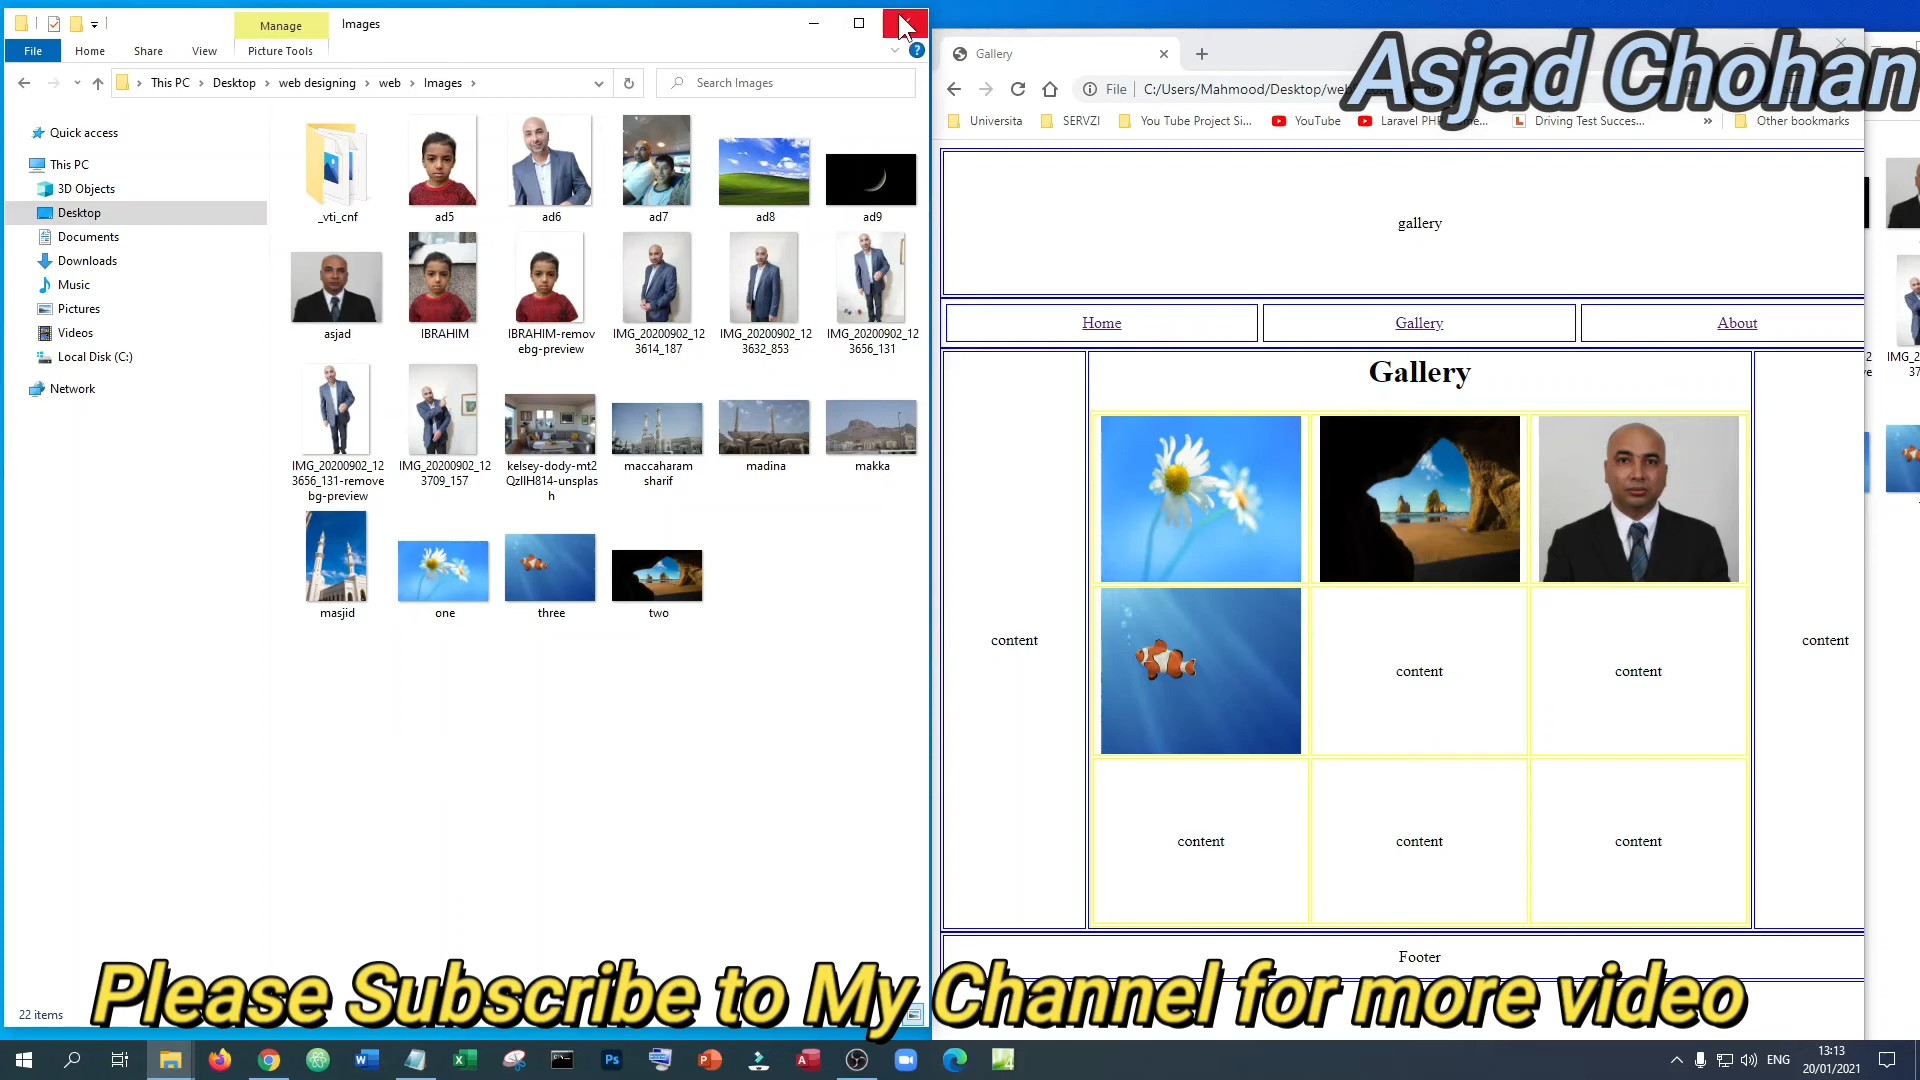 Manage
Images
File
Home
Share
View
Picture Tools
This PC
Desktop
web designing
web
Images
Search Images
Quick access
This PC
3D Objects
Desktop
Documents
Downloads
Music
Pictures
Videos
Local Disk (C:)
Network
_vti_cnf
ad5
ad6
ad7
ad8
ad9
asjad
IBRAHIM
IBRAHIM-remov
ebg-preview
IMG_20200902_12
3614_187
IMG_20200902_12
3632_853
IMG_20200902_12
3656_131
IMG_20200902_12
3656_131-remove
bg-preview
IMG_20200902_12
3709_157
kelsey-dody-mt2
QzIIH814-unsplas
h
maccaharam
sharif
madina
makka
masjid
one
three
two
22 items
Gallery
File
C:/Users/Mahmood/Desktop/web
Universita
SERVZI
You Tube Project Si...
YouTube
Laravel PHP
Driving Test Succes...
Other bookmarks
Asjad Chohan
gallery
Home
Gallery
About
Gallery
content
content
content
content
content
content
content
Footer
Please Subscribe to My Channel for more video
ENG
13:13
20/01/2021